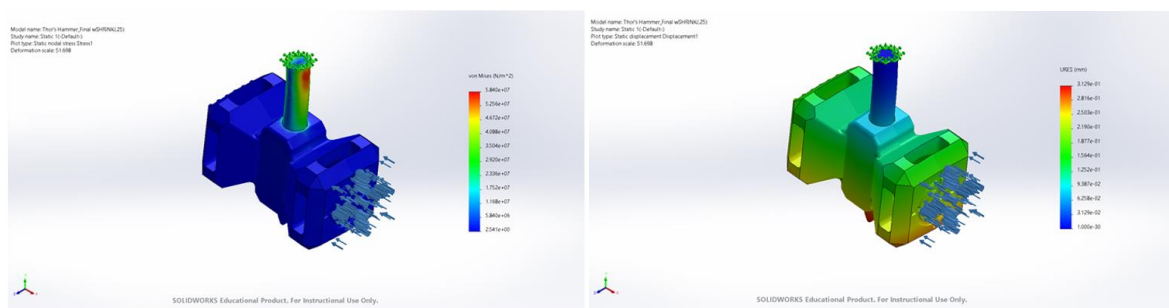 Model name: Thor's Hammer_Final wSHRINK(.25)
Study name: Static 1(-Default-)
Plot type: Static nodal stress Stress1
Deformation scale: 51.698
von Mises (N/m^2)
5.840e+07
5.256e+07
4.672e+07
4.088e+07
3.504e+07
2.920e+07
2.336e+07
1.752e+07
1.168e+07
5.840e+06
2.541e+00
SOLIDWORKS Educational Product. For Instructional Use Only.
Model name: Thor's Hammer_Final wSHRINK(.25)
Study name: Static 1(-Default-)
Plot type: Static displacement Displacement1
Deformation scale: 51.698
URES (mm)
3.129e-01
2.816e-01
2.503e-01
2.190e-01
1.877e-01
1.564e-01
1.252e-01
9.387e-02
6.258e-02
3.129e-02
1.000e-30
SOLIDWORKS Educational Product. For Instructional Use Only.